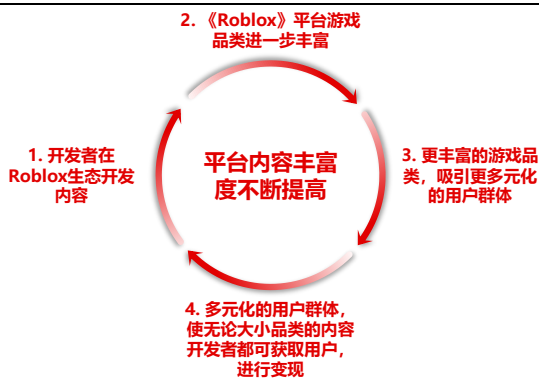 2. 《Roblox》平台游戏
品类进一步丰富
1. 开发者在
Roblox生态开发
内容
平台内容丰富
度不断提高
3. 更丰富的游戏品
类，吸引更多元化
的用户群体
4. 多元化的用户群体，
使无论大小品类的内容
开发者都可获取用户，
进行变现